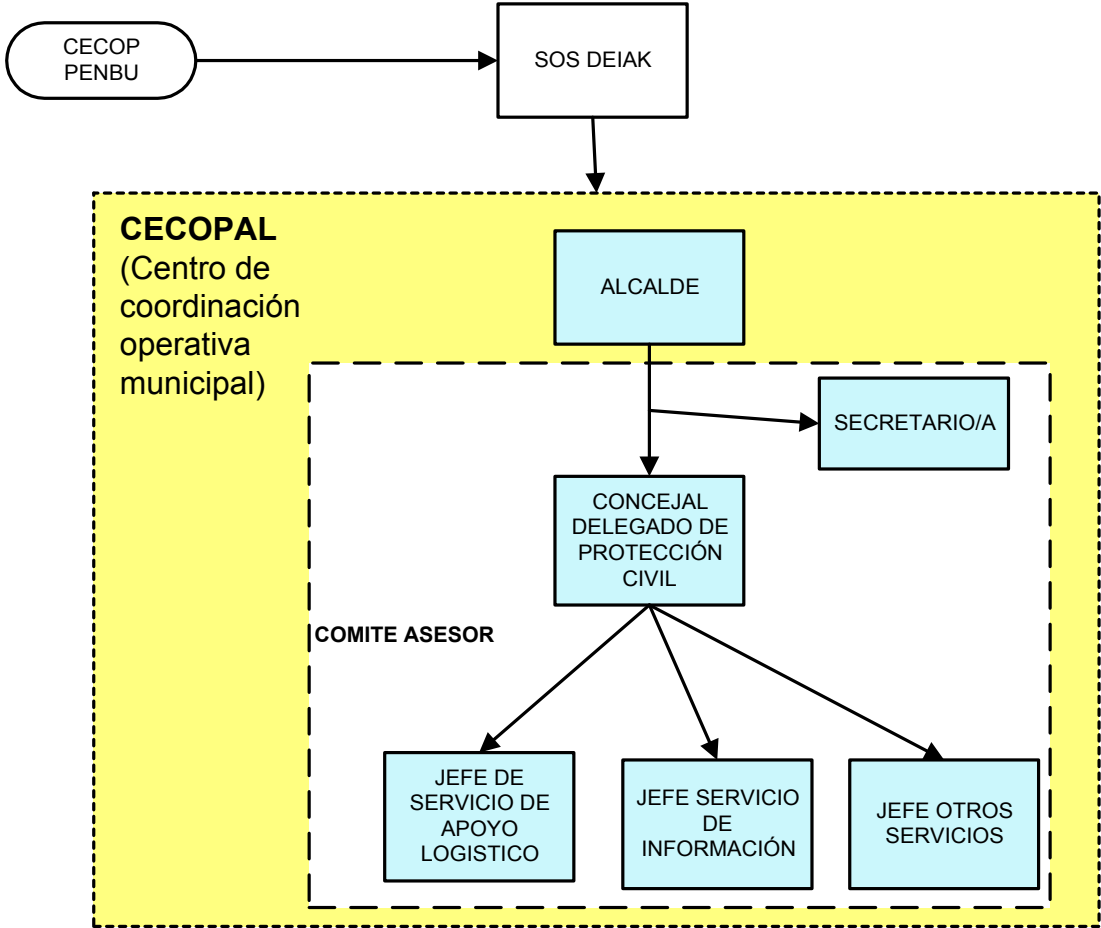 CECOP
PENBU
SOS DEIAK
CECOPAL
(Centro de
coordinación
operativa
municipal)
ALCALDE
SECRETARIO/A
CONCEJAL
DELEGADO DE
PROTECCIÓN
CIVIL
COMITE ASESOR
JEFE DE
SERVICIO DE
APOYO
LOGISTICO
JEFE SERVICIO
DE
INFORMACIÓN
JEFE OTROS
SERVICIOS